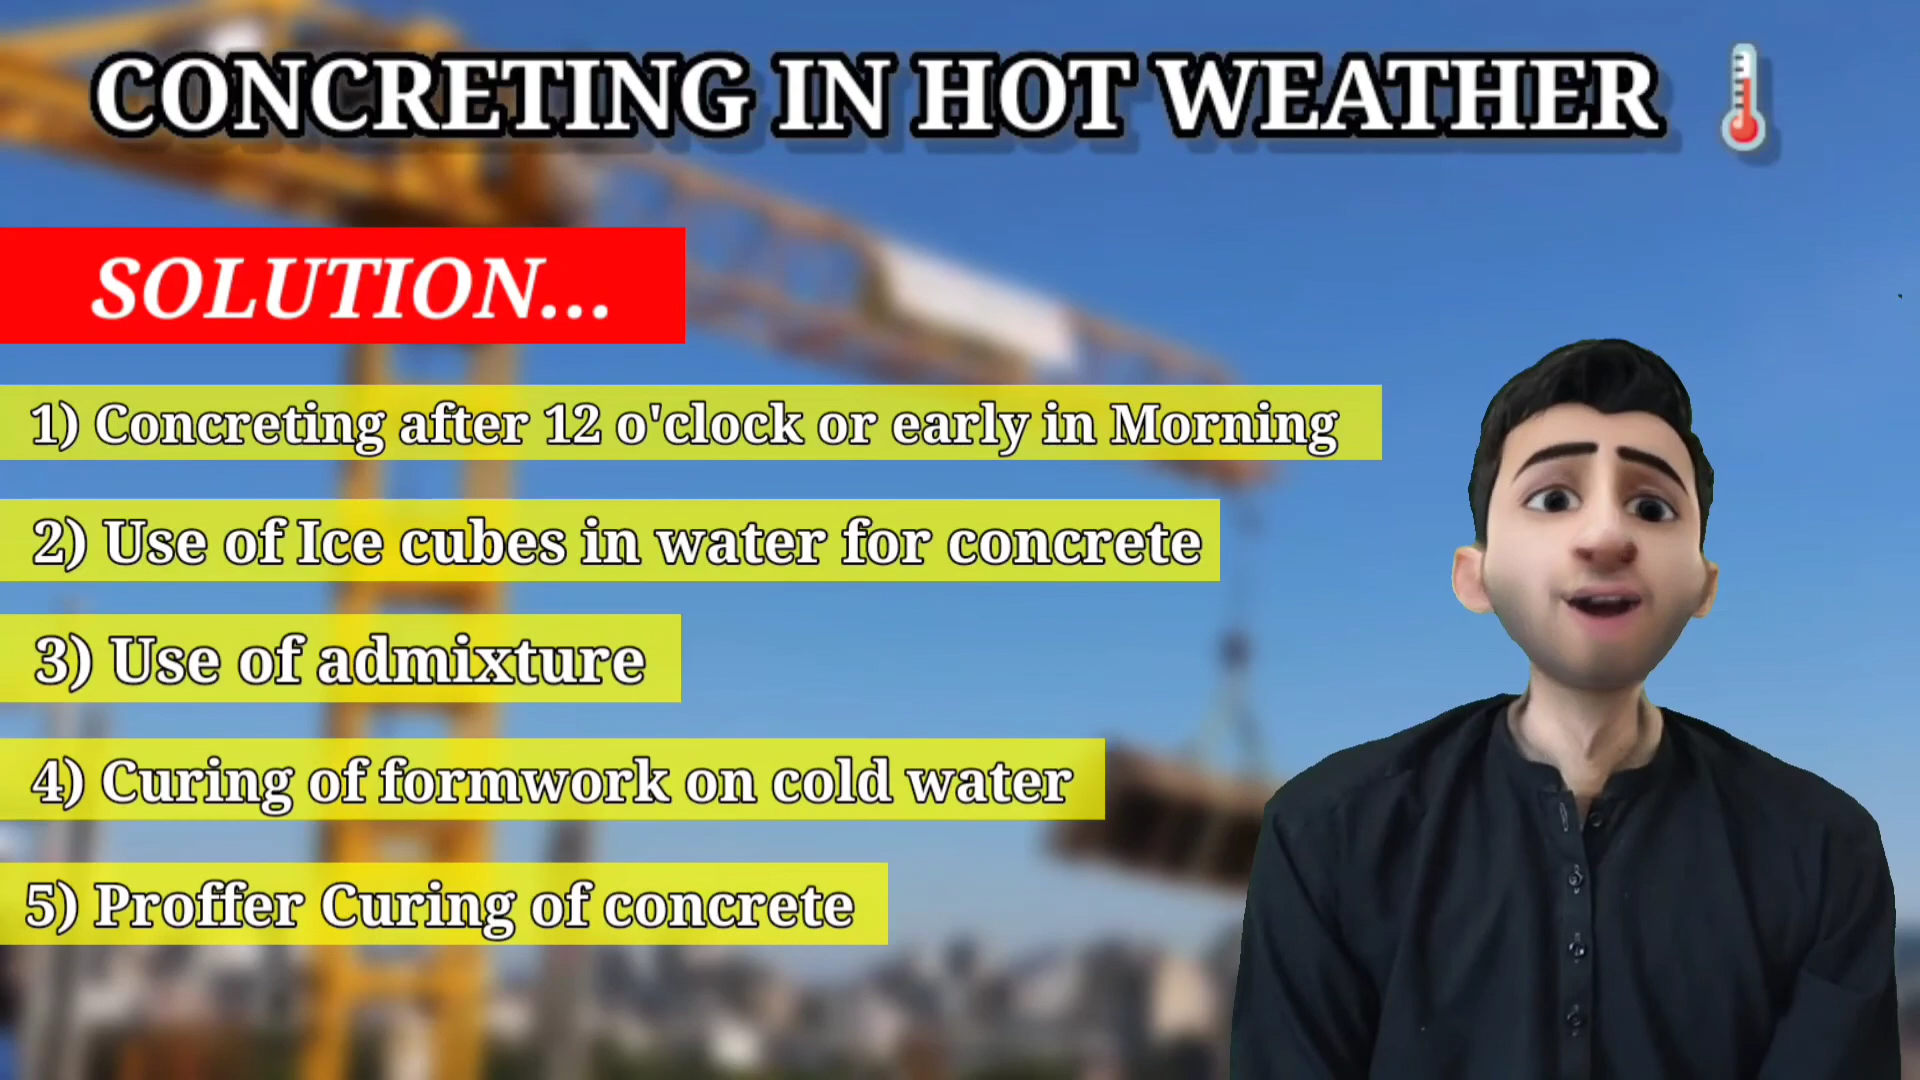 CONCRETING IN HOT WEATHER
SOLUTION...
1) Concreting after 12 o'clock or early in Morning
2) Use of Ice cubes in water for concrete
3) Use of admixture
4) Curing of formwork on cold water
5) Proffer Curing of concrete